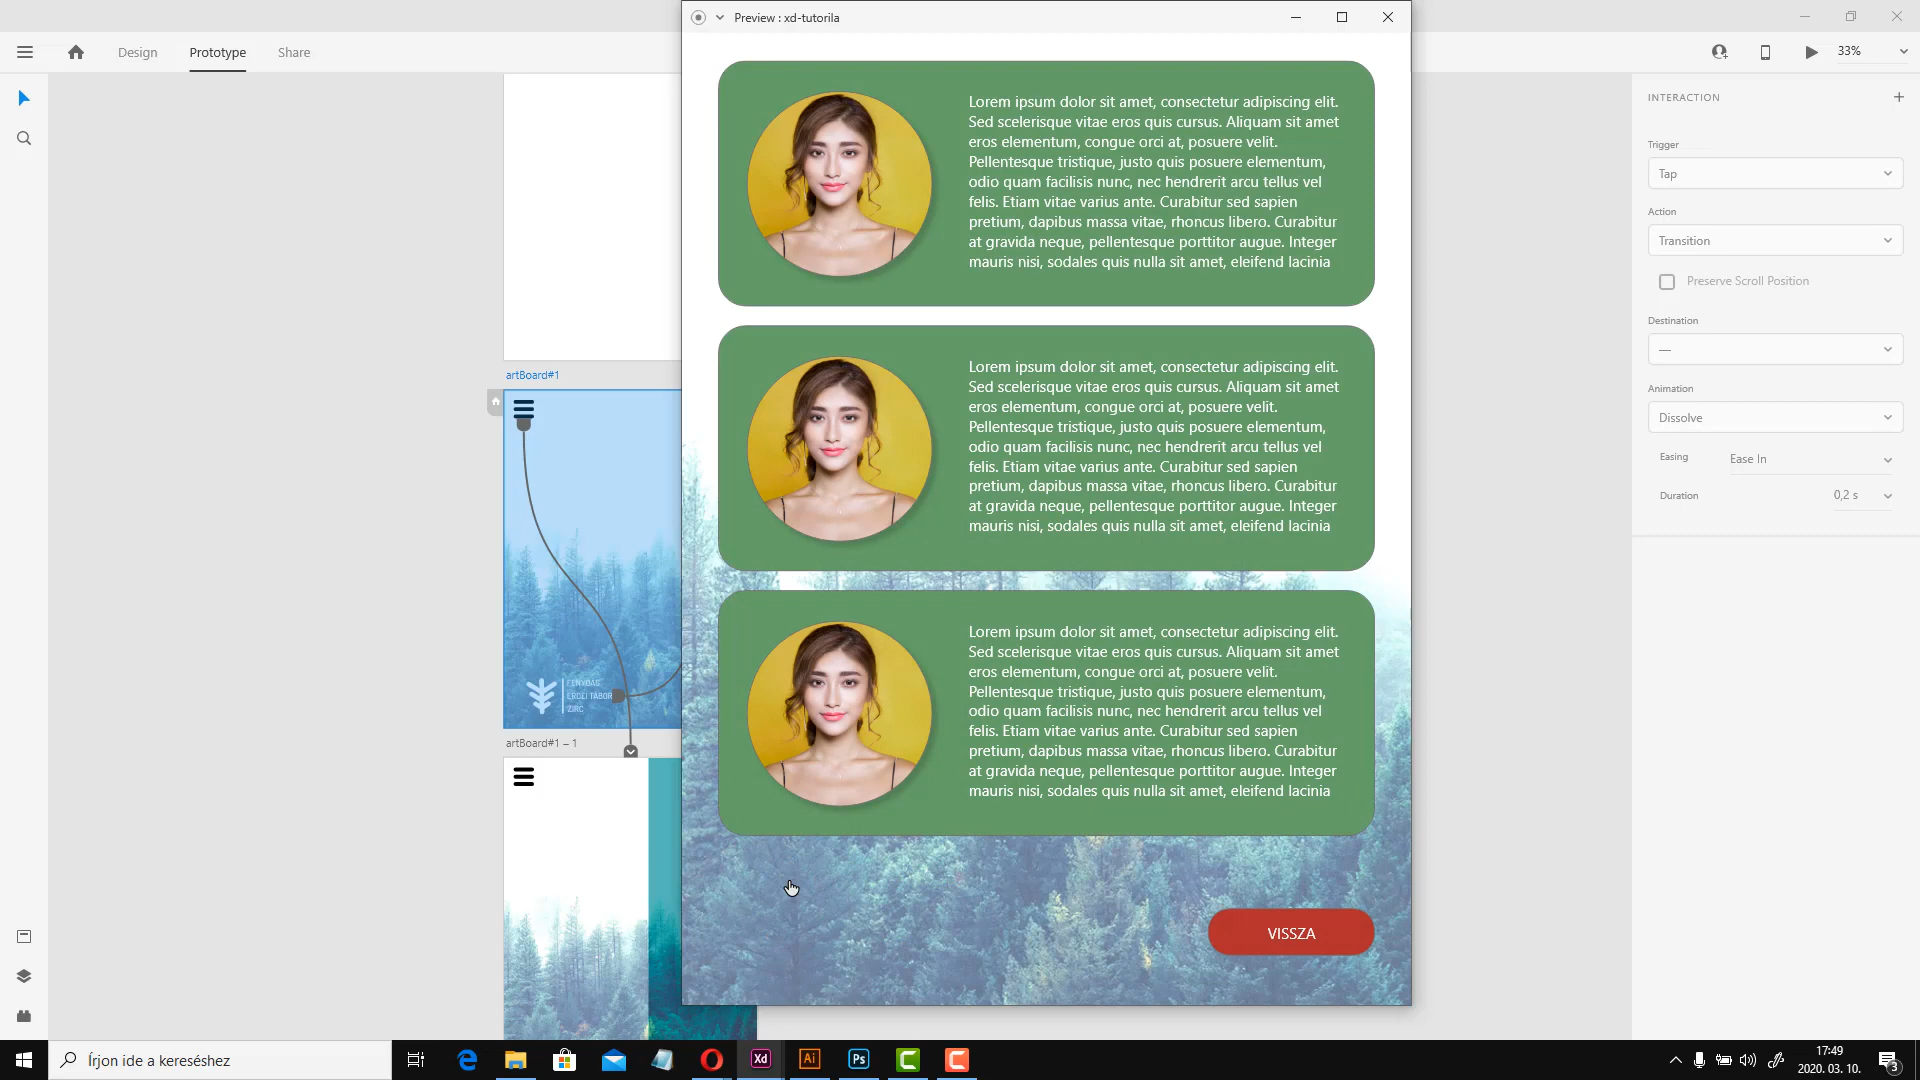 Preview : xd-tutorila
Design
Prototype
Share
33%
INTERACTION
Trigger
Tap
Action
Transition
Preserve Scroll Position
Destination
—
Animation
Dissolve
Easing
Ease In
Duration
0,2 s
artBoard#1
FENYŐÁG
ERDEI TÁBOR
ZIRC
artBoard#1 – 1
Lorem ipsum dolor sit amet, consectetur adipiscing elit.
Sed scelerisque vitae eros quis cursus. Aliquam sit amet
eros elementum, congue orci at, posuere velit.
Pellentesque tristique, justo quis posuere elementum,
odio quam facilisis nunc, nec hendrerit arcu tellus vel
felis. Etiam vitae varius ante. Curabitur sed sapien
pretium, dapibus massa vitae, rhoncus libero. Curabitur
at gravida neque, pellentesque porttitor augue. Integer
mauris nisi, sodales quis nulla sit amet, eleifend lacinia
Lorem ipsum dolor sit amet, consectetur adipiscing elit.
Sed scelerisque vitae eros quis cursus. Aliquam sit amet
eros elementum, congue orci at, posuere velit.
Pellentesque tristique, justo quis posuere elementum,
odio quam facilisis nunc, nec hendrerit arcu tellus vel
felis. Etiam vitae varius ante. Curabitur sed sapien
pretium, dapibus massa vitae, rhoncus libero. Curabitur
at gravida neque, pellentesque porttitor augue. Integer
mauris nisi, sodales quis nulla sit amet, eleifend lacinia
Lorem ipsum dolor sit amet, consectetur adipiscing elit.
Sed scelerisque vitae eros quis cursus. Aliquam sit amet
eros elementum, congue orci at, posuere velit.
Pellentesque tristique, justo quis posuere elementum,
odio quam facilisis nunc, nec hendrerit arcu tellus vel
felis. Etiam vitae varius ante. Curabitur sed sapien
pretium, dapibus massa vitae, rhoncus libero. Curabitur
at gravida neque, pellentesque porttitor augue. Integer
mauris nisi, sodales quis nulla sit amet, eleifend lacinia
VISSZA
Írjon ide a kereséshez
Xd
Ai
Ps
17:49
2020. 03. 10.
3